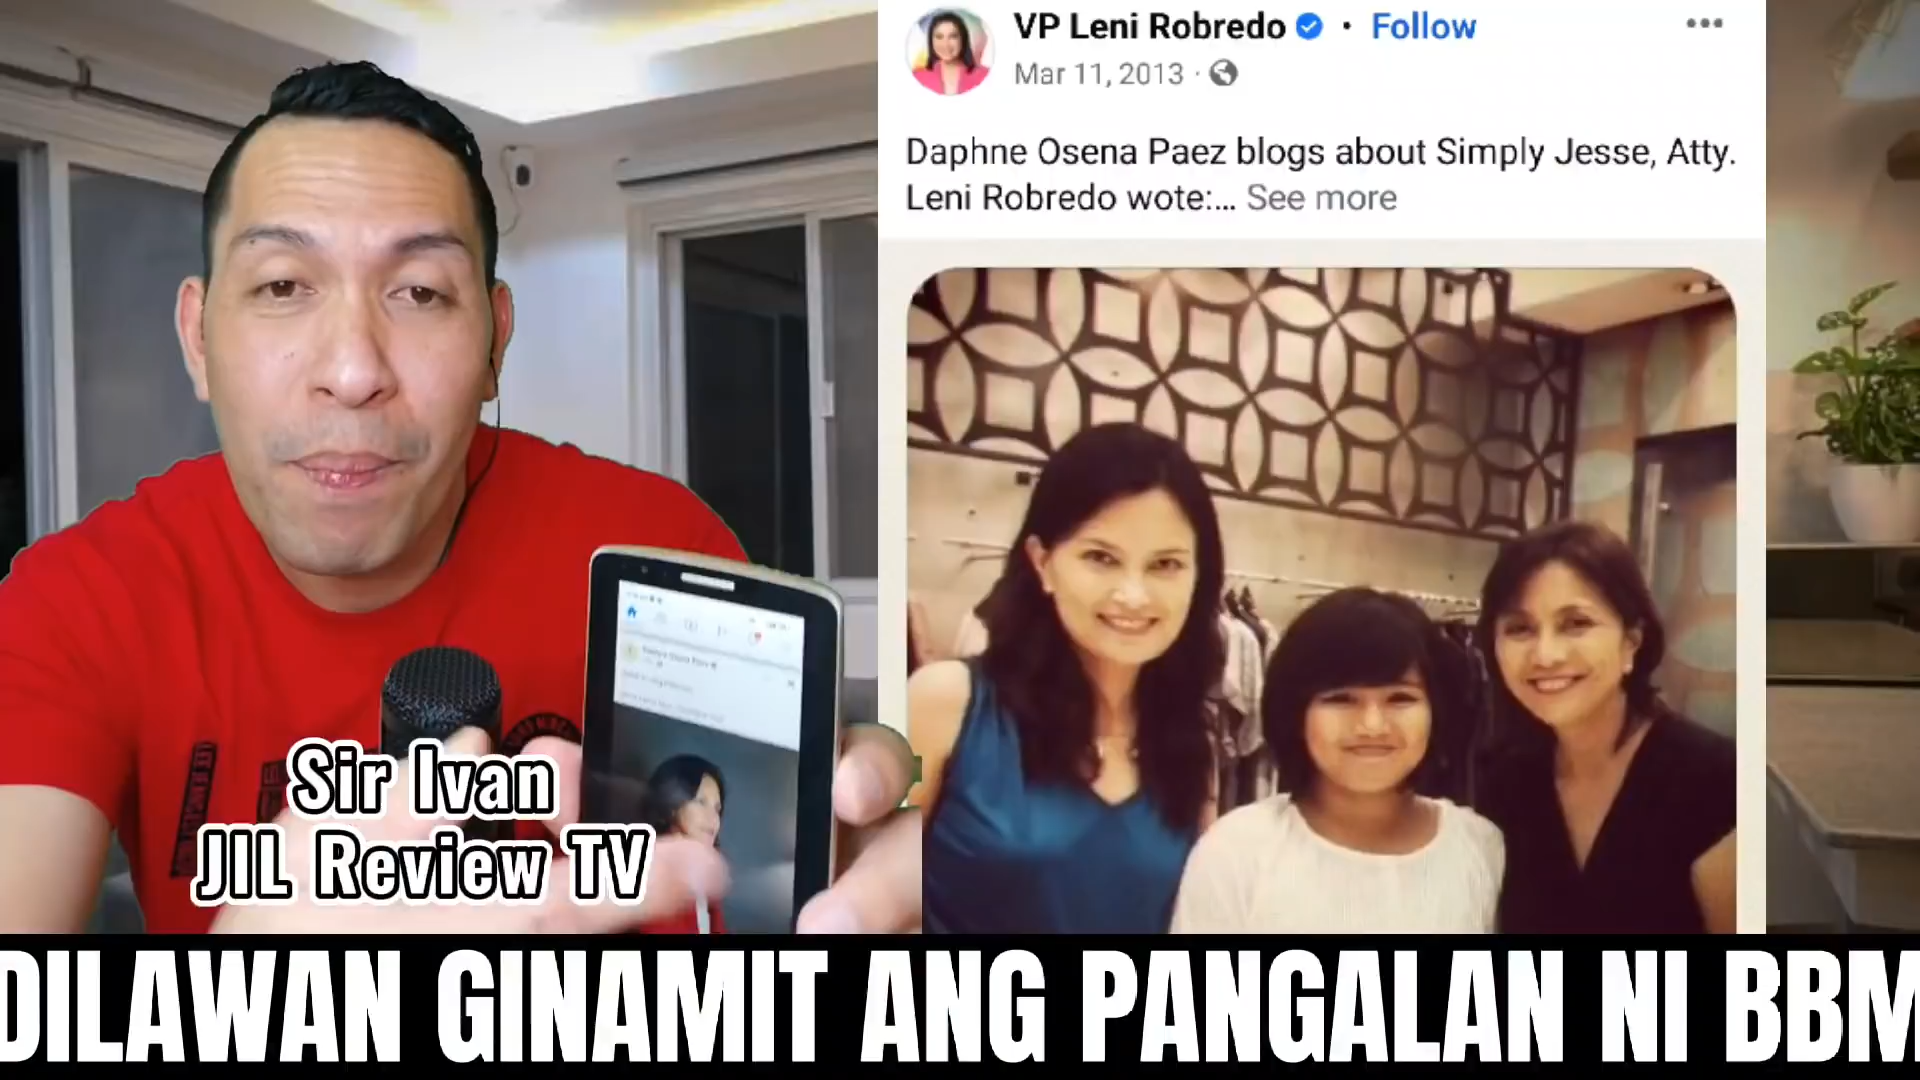 VP Leni Robredo · Follow
Mar 11, 2013 ·
Daphne Osena Paez blogs about Simply Jesse, Atty.
Leni Robredo wote:... See more
Sir Ivan
JIL Review TV
DILAWAN GINAMIT ANG PANGALAN NI BBM